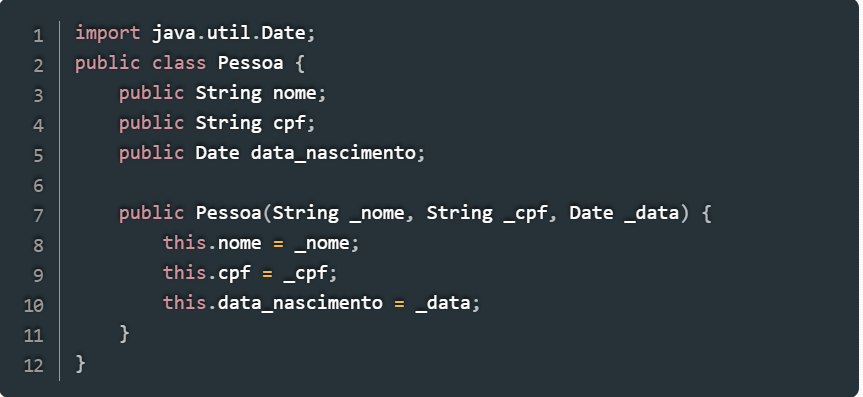 1 import java.util.Date;
2 public class Pessoa {
3     public String nome;
4     public String cpf;
5     public Date data_nascimento;
6
7     public Pessoa(String _nome, String _cpf, Date _data) {
8         this.nome = _nome;
9         this.cpf = _cpf;
10         this.data_nascimento = _data;
11     }
12 }